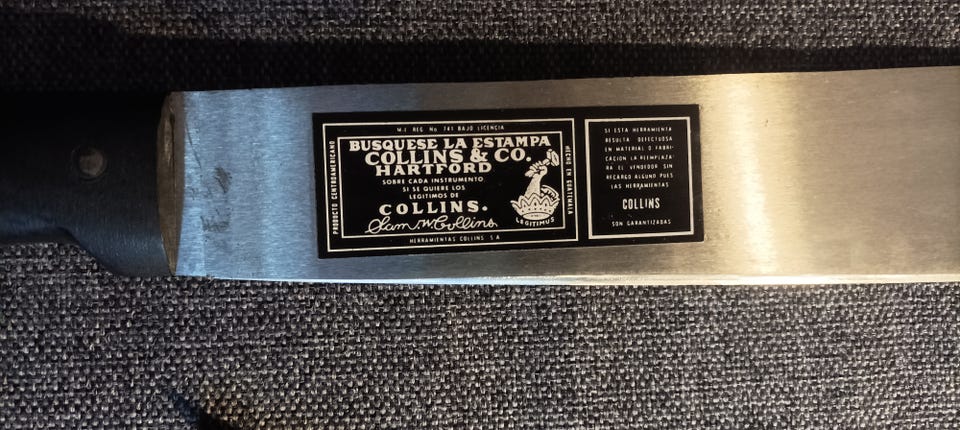 M.I. REG No 741 BAJO LICENCIA
PRODUCTO CENTROAMERICANO
BUSQUESE LA ESTAMPA
COLLINS & CO.
HARTFORD
SOBRE CADA INSTRUMENTO
SI SE QUIERE LOS
LEGITIMOS DE
COLLINS.
Sam. W. Collins
HERRAMIENTAS COLLINS S A
LEGITIMUS
HECHO EN GUATEMALA
SI ESTA HERRAMIENTA
RESULTA DEFECTUOSA
EN MATERIAL O FABRI-
CACION LA REEMPLAZA-
RA EL VENDEDOR SIN
RECARGO ALGUNO PUES
LAS HERRAMIENTAS
COLLINS
SON GARANTIZADAS